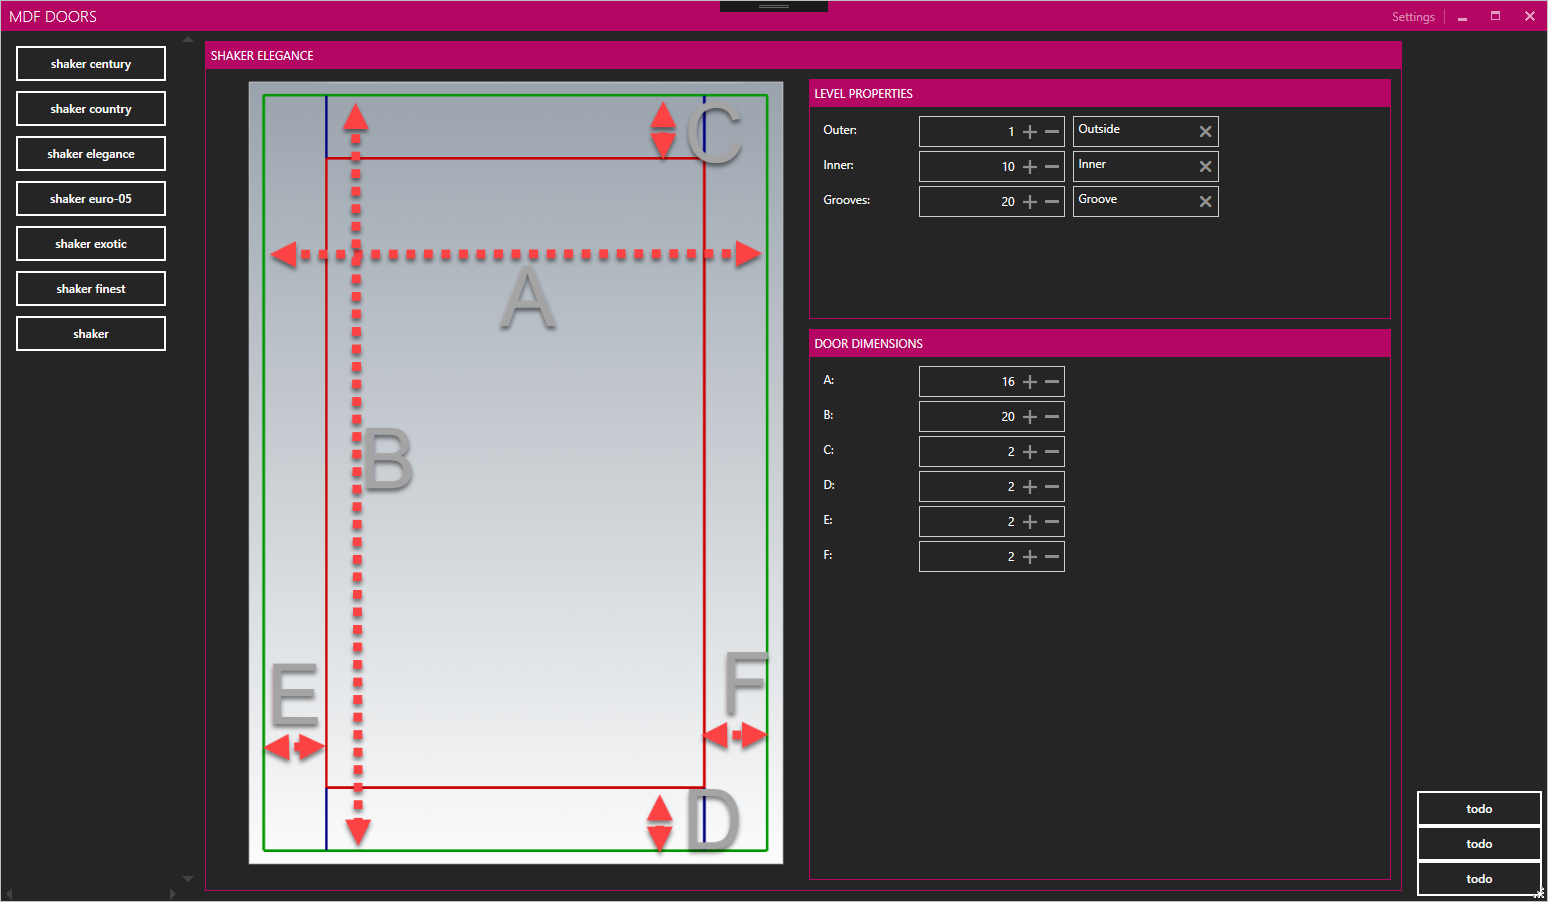 MDF DOORS
Settings
shaker century
shaker country
shaker elegance
shaker euro-05
shaker exotic
shaker finest
shaker
SHAKER ELEGANCE
C
A
B
E
F
D
LEVEL PROPERTIES
Outer: 1 Outside
Inner: 10 Inner
Grooves: 20 Groove
DOOR DIMENSIONS
A: 16
B: 20
C: 2
D: 2
E: 2
F: 2
todo
todo
todo